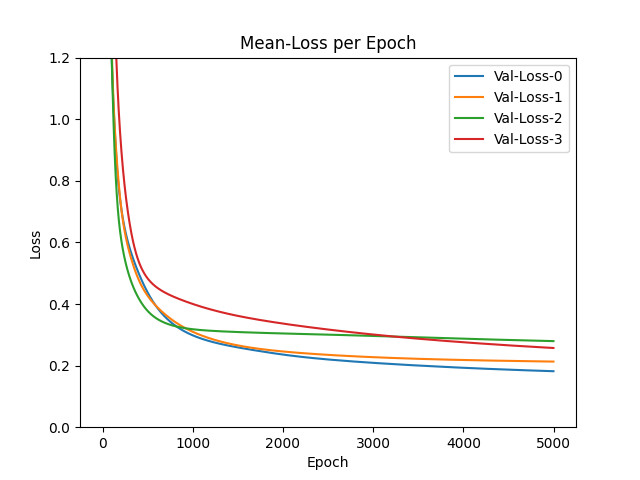 Mean-Loss per Epoch
Val-Loss-0
Val-Loss-1
Val-Loss-2
Val-Loss-3
Loss
1.2
1.0
0.8
0.6
0.4
0.2
0.0
0 1000 2000 3000 4000 5000
Epoch